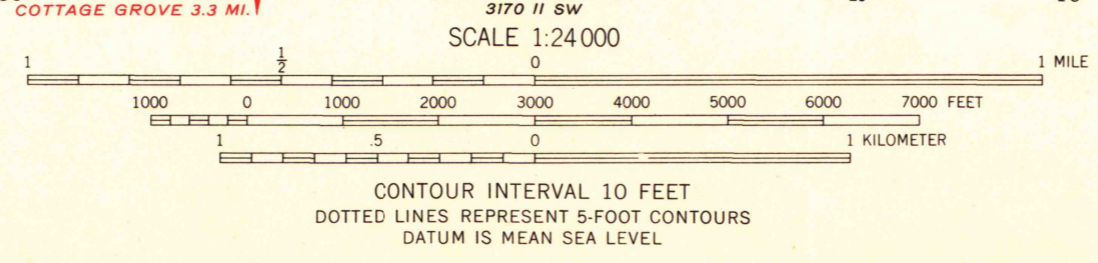 COTTAGE GROVE 3.3 MI.
3170 II SW
SCALE 1:24 000
1 1/2 0 1 MILE
1000 0 1000 2000 3000 4000 5000 6000 7000 FEET
1 .5 0 1 KILOMETER
CONTOUR INTERVAL 10 FEET
DOTTED LINES REPRESENT 5-FOOT CONTOURS
DATUM IS MEAN SEA LEVEL